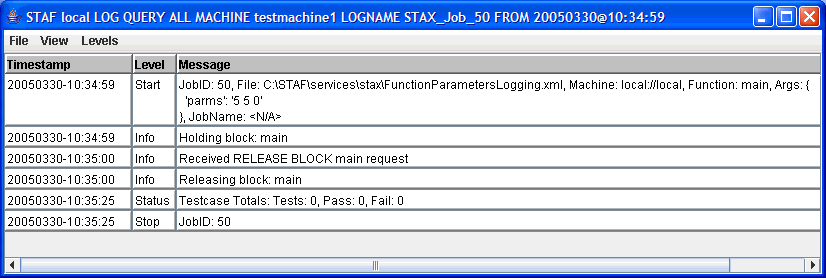 STAF local LOG QUERY ALL MACHINE testmachine1 LOGNAME STAX_Job_50 FROM 20050330@10:34:59
File View Levels
Timestamp Level Message
20050330-10:34:59 Start JobID: 50, File: C:\STAF\services\stax\FunctionParametersLogging.xml, Machine: local://local, Function: main, Args: {
'parms': '5 5 0'
}, JobName: <N/A>
20050330-10:34:59 Info Holding block: main
20050330-10:35:00 Info Received RELEASE BLOCK main request
20050330-10:35:00 Info Releasing block: main
20050330-10:35:25 Status Testcase Totals: Tests: 0, Pass: 0, Fail: 0
20050330-10:35:25 Stop JobID: 50